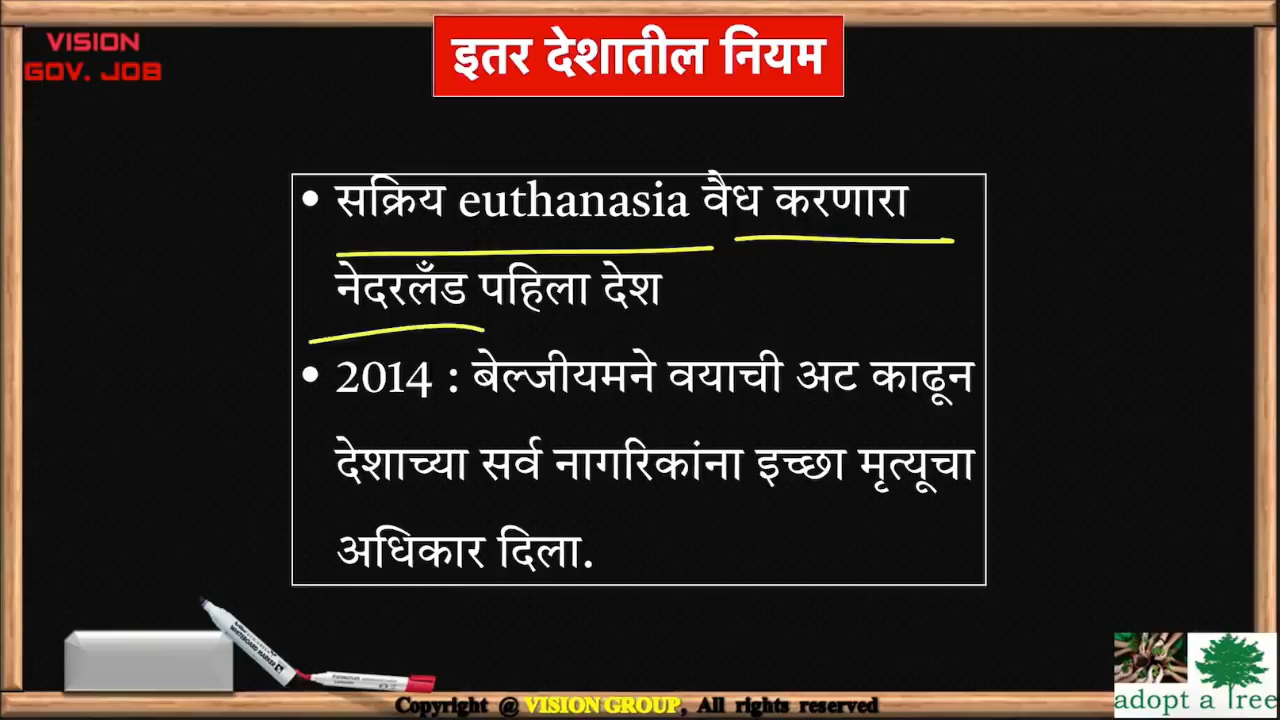 VISION
GOV. JOB
इतर देशातील नियम
• सक्रिय euthanasia वैध करणारा
नेदरलँड पहिला देश
• 2014 : बेल्जीयमने वयाची अट काढून
देशाच्या सर्व नागरिकांना इच्छा मृत्यूचा
अधिकार दिला.
adopt a Tree
Copyright @ VISION GROUP, All rights reserved